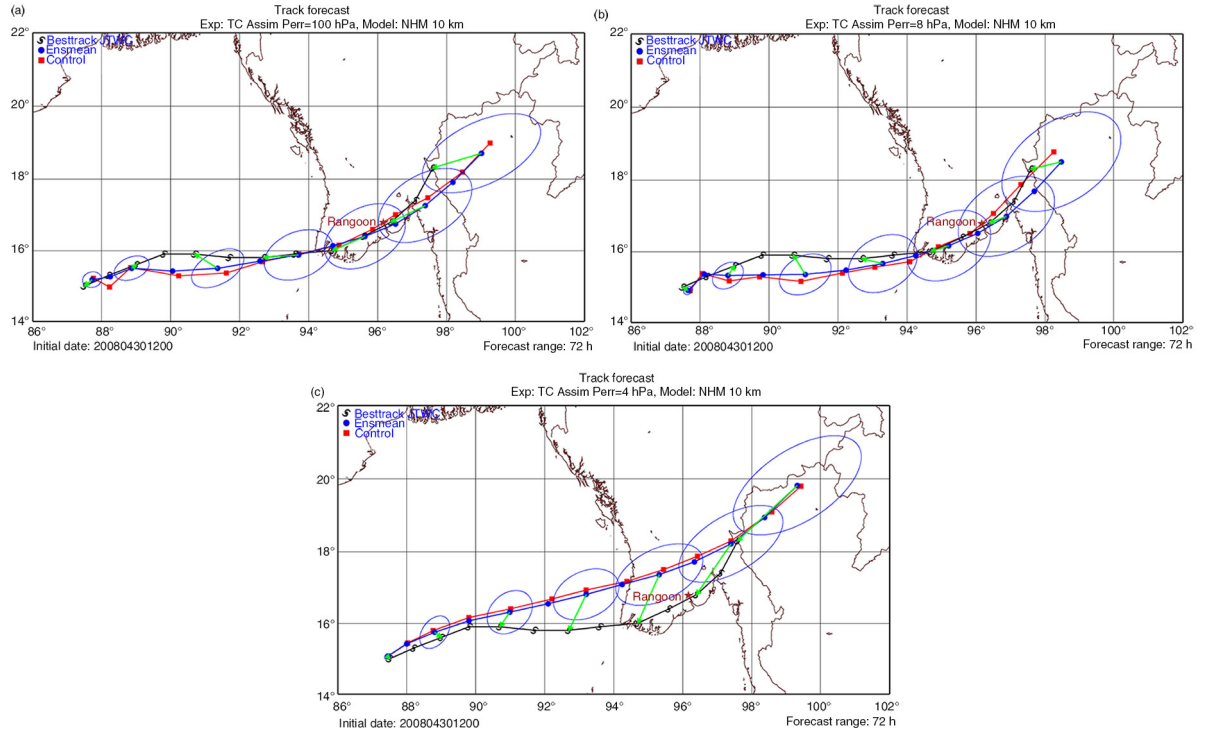 (a)
Track forecast
Exp: TC Assim Perr=100 hPa, Model: NHM 10 km
22°
Besttrack JTWC
Ensmean
Control
20°
18°
Rangoon
16°
14°
86° 88° 90° 92° 94° 96° 98° 100° 102°
Initial date: 200804301200 Forecast range: 72 h
(b)
Track forecast
Exp: TC Assim Perr=8 hPa, Model: NHM 10 km
22°
Besttrack JTWC
Ensmean
Control
20°
18°
Rangoon
16°
14°
86° 88° 90° 92° 94° 96° 98° 100° 102°
Initial date: 200804301200 Forecast range: 72 h
(c)
Track forecast
Exp: TC Assim Perr=4 hPa, Model: NHM 10 km
22°
Besttrack JTWC
Ensmean
Control
20°
18°
Rangoon
16°
14°
86° 88° 90° 92° 94° 96° 98° 100° 102°
Initial date: 200804301200 Forecast range: 72 h